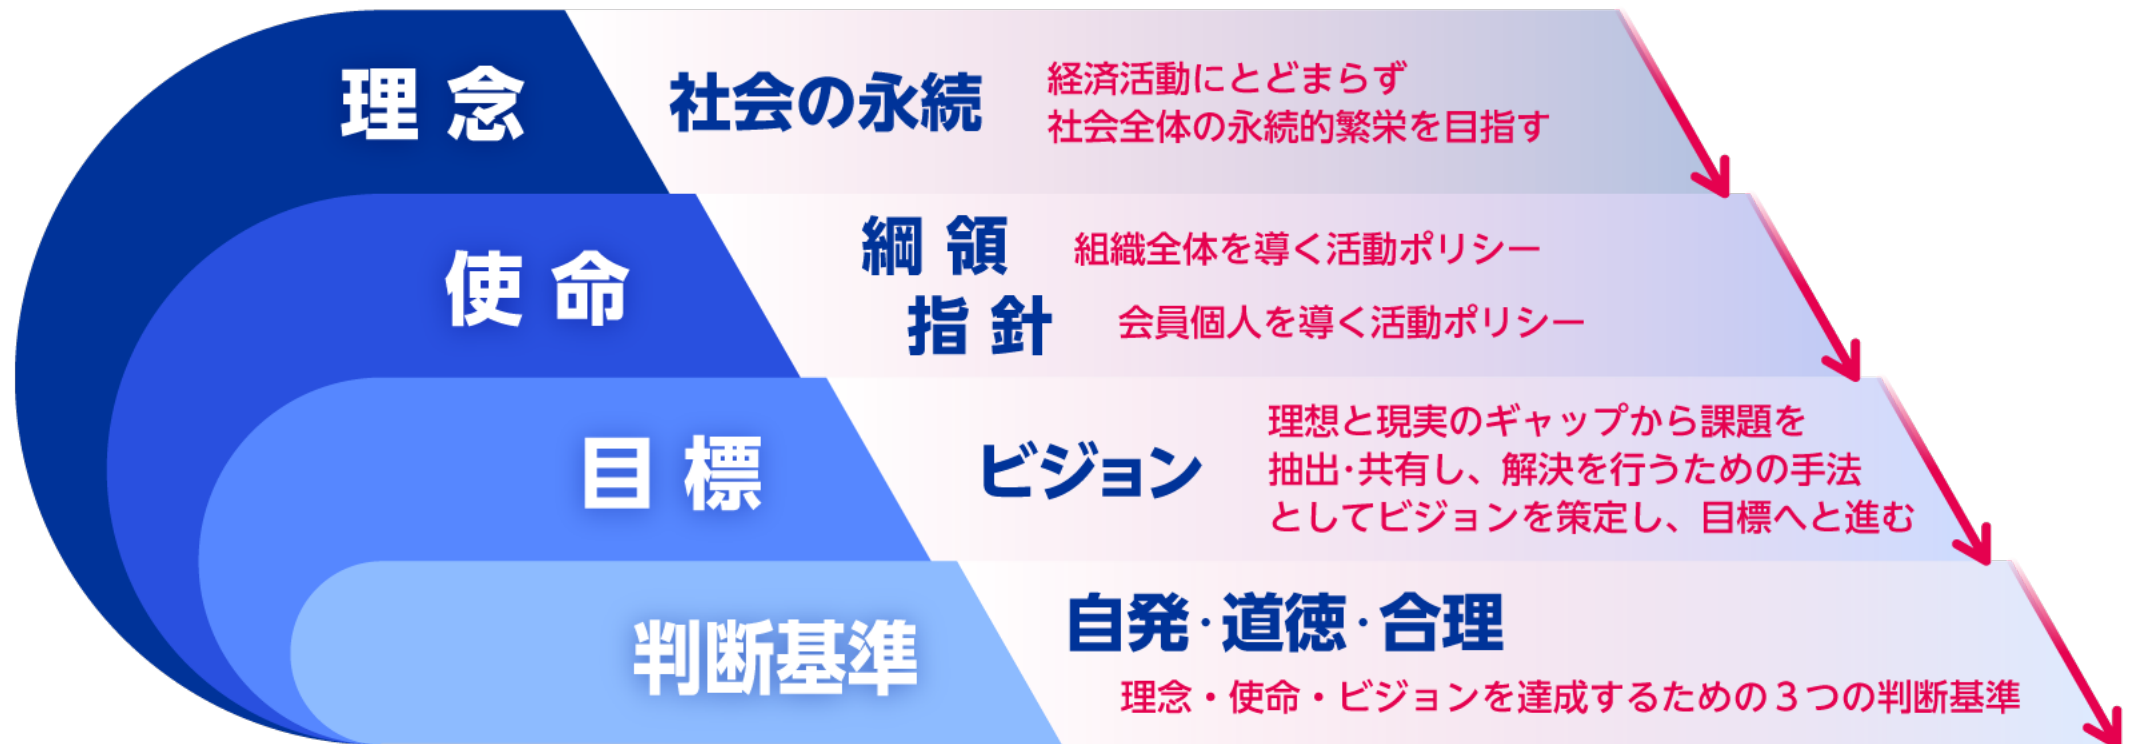 理念
社会の永続
経済活動にとどまらず
社会全体の永続的繁栄を目指す
使命
綱領
組織全体を導く活動ポリシー
指針
会員個人を導く活動ポリシー
目標
ビジョン
理想と現実のギャップから課題を
抽出･共有し、解決を行うための手法
としてビジョンを策定し、目標へと進む
判断基準
自発･道徳･合理
理念・使命・ビジョンを達成するための３つの判断基準